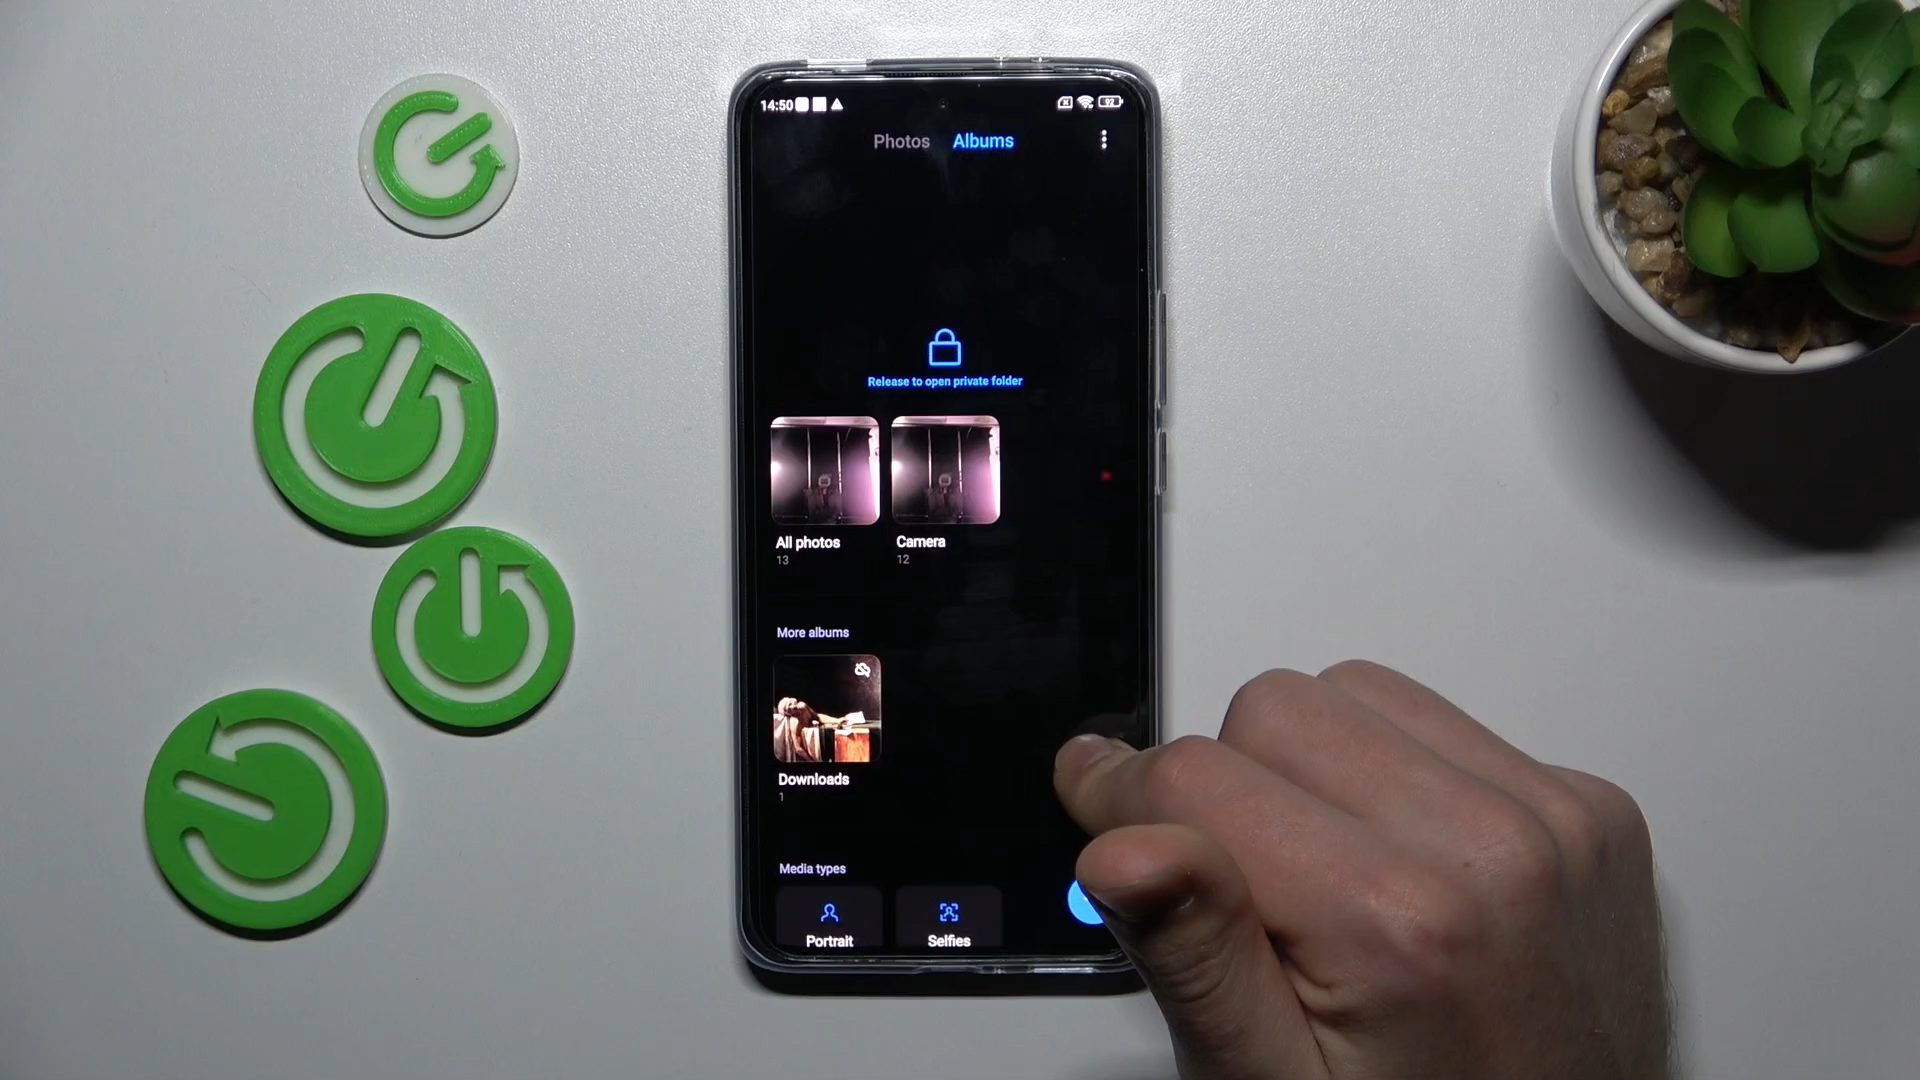 14:50
92
Photos Albums
Release to open private folder
All photos Camera
13 12
More albums
Downloads
1
Media types
Portrait Selfies